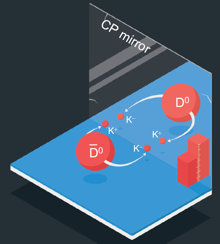 CP mirror
D⁰
K⁻
K⁺
K⁺
D̅⁰
K⁻